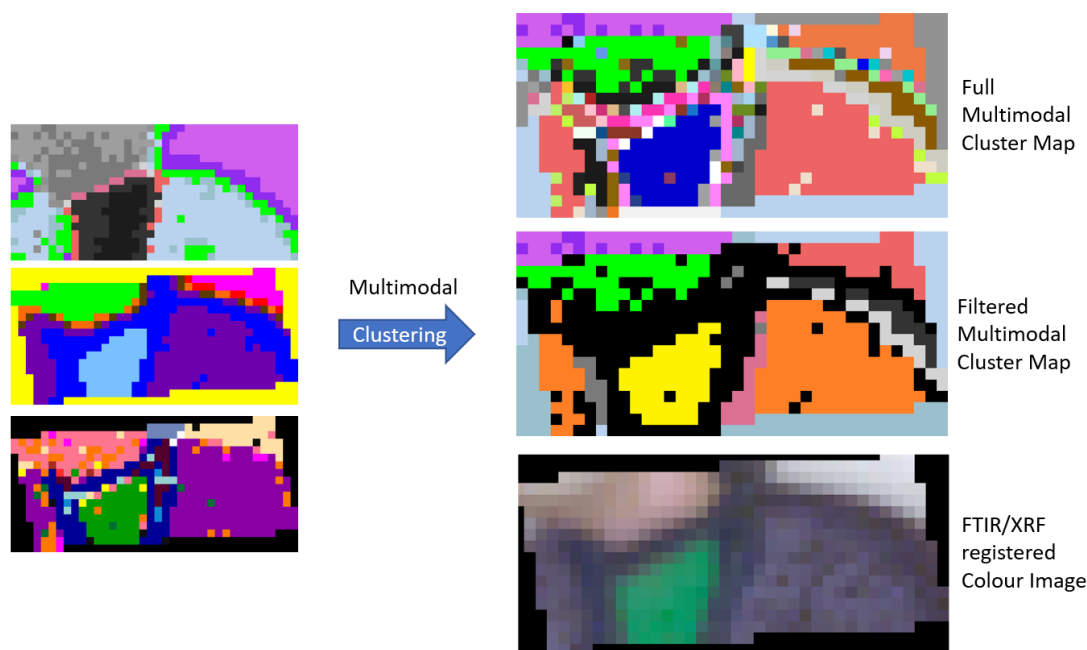 Full
Multimodal
Cluster Map
Multimodal
Clustering
Filtered
Multimodal
Cluster Map
FTIR/XRF
registered
Colour Image